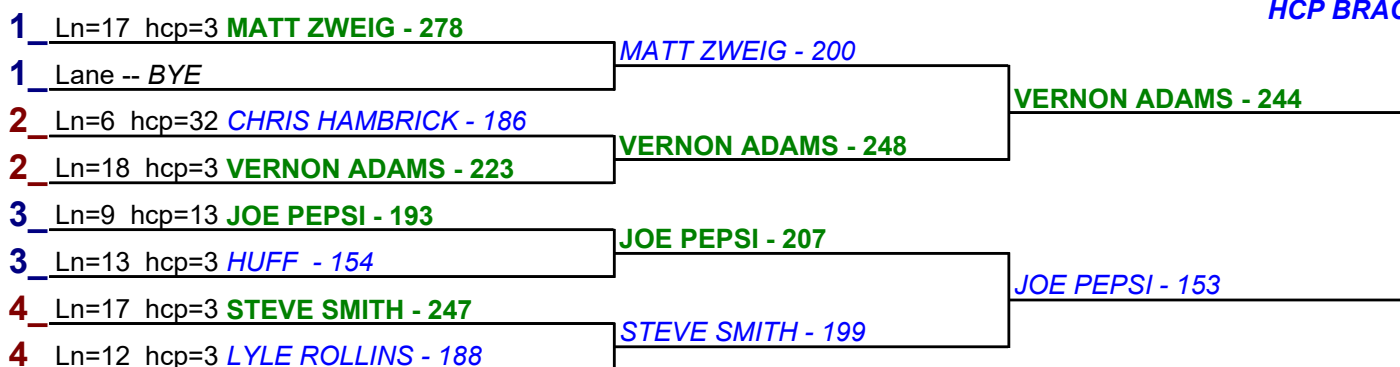 HCP
1_ Ln=17 hcp=3 MATT ZWEIG - 278
MATT ZWEIG - 200
1_ Lane -- BYE
VERNON ADAMS - 244
2_ Ln=6 hcp=32 CHRIS HAMBRICK - 186
VERNON ADAMS - 248
2_ Ln=18 hcp=3 VERNON ADAMS - 223
3_ Ln=9 hcp=13 JOE PEPSI - 193
JOE PEPSI - 207
3_ Ln=13 hcp=3 HUFF - 154
JOE PEPSI - 153
4_ Ln=17 hcp=3 STEVE SMITH - 247
STEVE SMITH - 199
4 Ln=12 hcp=3 LYLE ROLLINS - 188